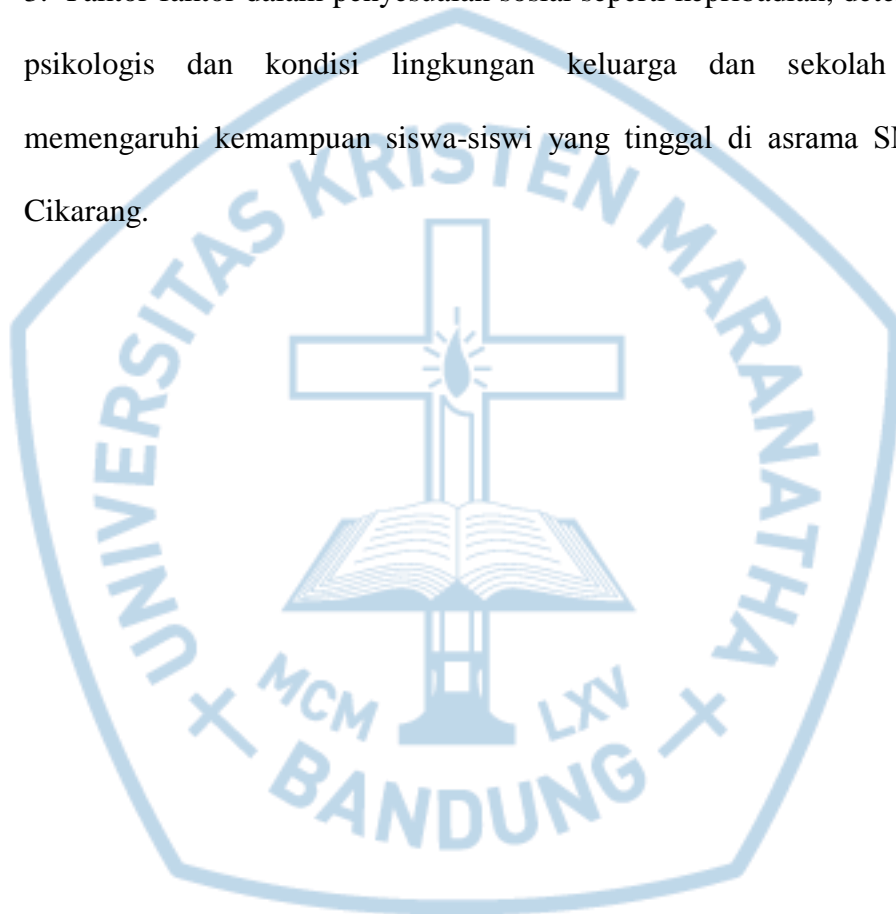 psikologis dan kondisi lingkungan keluarga dan sekolah
memengaruhi kemampuan siswa-siswi yang tinggal di asrama
Cikarang.
UNIVERSITAS KRISTEN MARANATHA
MCM LXV
BANDUNG